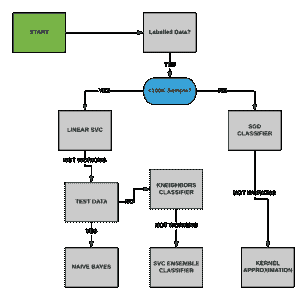 START
Labelled Data?
YES
<100K Sample?
YES
NO
LINEAR SVC
SGD
CLASSIFIER
NOT WORKING
KNEIGHBORS
CLASSIFIER
NOT WORKING
TEST DATA
NO
NOT WORKING
YES
NAIVE BAYES
SVC ENSEMBLE
CLASSIFIER
KERNEL
APPROXIMATION